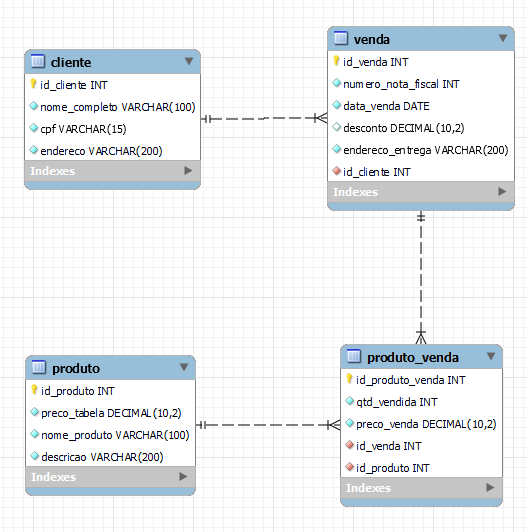 cliente
id_cliente INT
nome_completo VARCHAR(100)
cpf VARCHAR(15)
endereco VARCHAR(200)
Indexes
venda
id_venda INT
numero_nota_fiscal INT
data_venda DATE
desconto DECIMAL(10,2)
endereco_entrega VARCHAR(200)
id_cliente INT
Indexes
produto
id_produto INT
preco_tabela DECIMAL(10,2)
nome_produto VARCHAR(100)
descricao VARCHAR(200)
Indexes
produto_venda
id_produto_venda INT
qtd_vendida INT
preco_venda DECIMAL(10,2)
id_venda INT
id_produto INT
Indexes